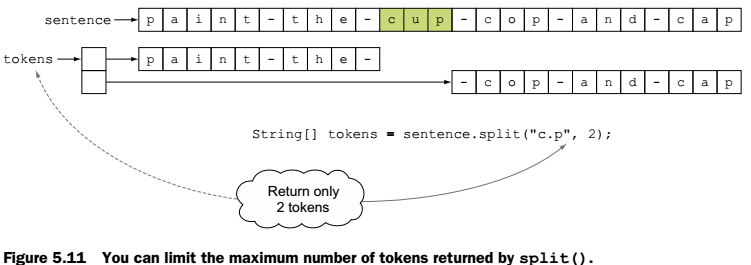 sentence p a i n t - t h e - c u p - c o p - a n d - c a p
tokens p a i n t - t h e -
- c o p - a n d - c a p
String[] tokens = sentence.split("c.p", 2);
Return only
2 tokens
Figure 5.11 You can limit the maximum number of tokens returned by split().